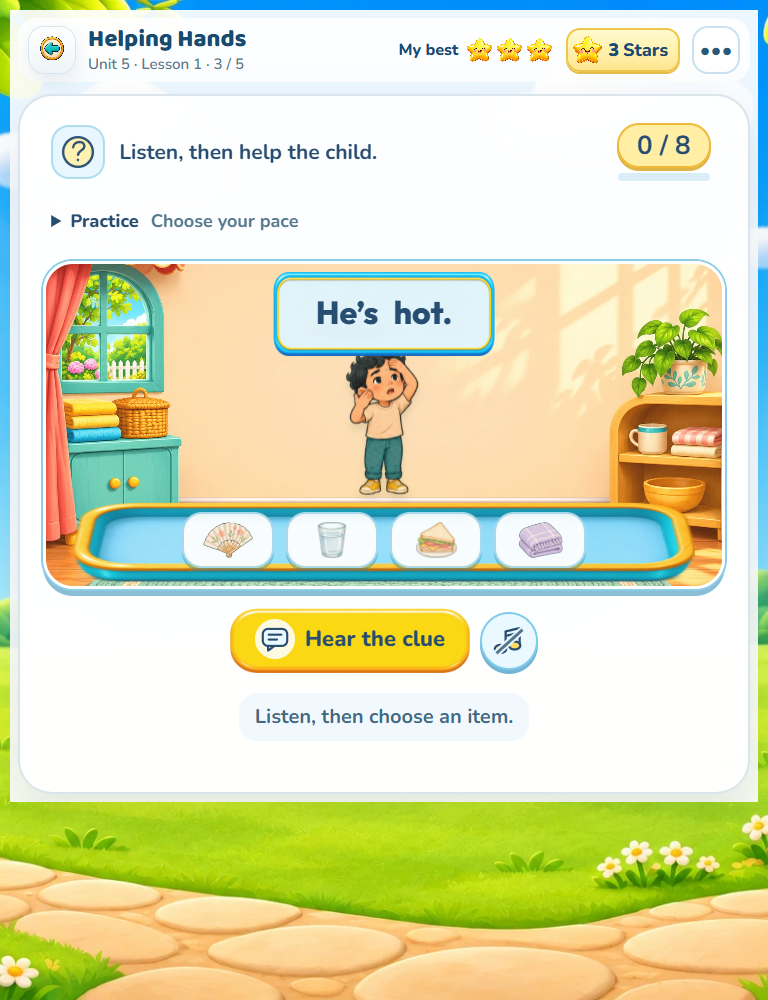 Helping Hands
Unit 5 · Lesson 1 · 3 / 5
My best
3 Stars
Listen, then help the child.
0 / 8
Practice Choose your pace
He's hot.
Hear the clue
Listen, then choose an item.